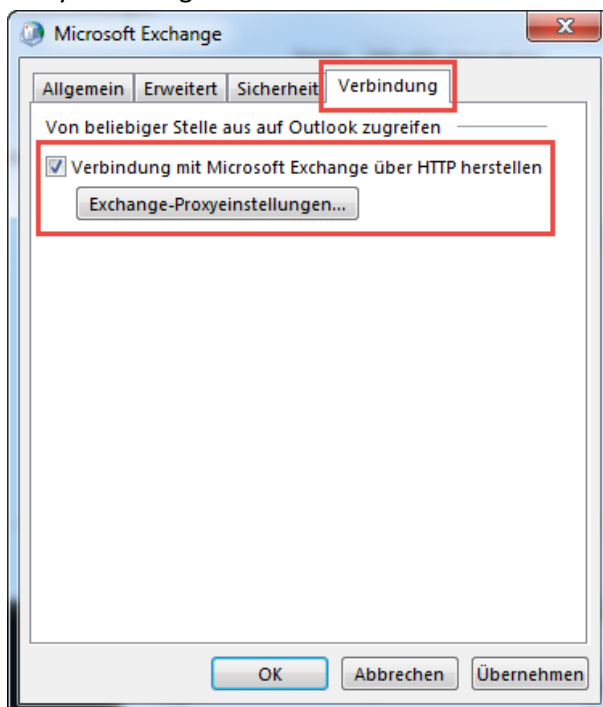 Microsoft Exchange
Allgemein Erweitert Sicherheit Verbindung
Von beliebiger Stelle aus auf Outlook zugreifen
Verbindung mit Microsoft Exchange über HTTP herstellen
Exchange-Proxyeinstellungen...
OK Abbrechen Übernehmen